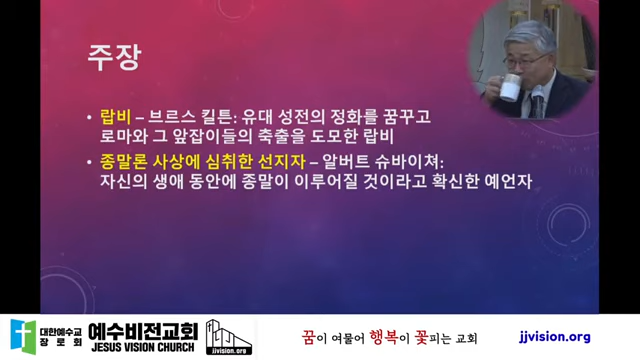 주장
• 랍비 – 브르스 킬튼: 유대 성전의 정화를 꿈꾸고
로마와 그 앞잡이들의 축출을 도모한 랍비
• 종말론 사상에 심취한 선지자 – 알버트 슈바이쳐:
자신의 생애 동안에 종말이 이루어질 것이라고 확신한 예언자
대한예수교
장로회
예수비전교회
JESUS VISION CHURCH
jjvision.org
꿈이 여물어 행복이 꽃피는 교회
jjvision.org